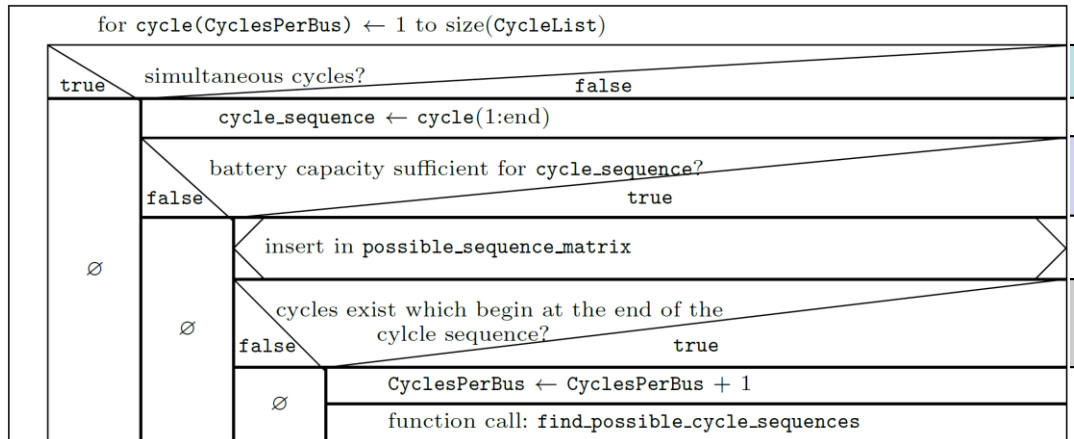 for cycle(CyclesPerBus) ← 1 to size(CycleList)
simultaneous cycles?
true
false
cycle_sequence ← cycle(1:end)
battery capacity sufficient for cycle_sequence?
false
true
insert in possible_sequence_matrix
∅
cycles exist which begin at the end of the
cylcle sequence?
∅
false
true
CyclesPerBus ← CyclesPerBus + 1
∅
function call: find_possible_cycle_sequences